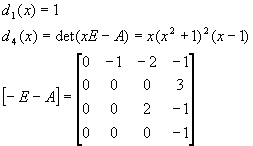 d₁(x) = 1
d₄(x) = det(xE − A) = x(x² + 1)²(x − 1)
[− E − A] = [0 −1 −2 −1
0 0 0 3
0 0 2 −1
0 0 0 −1]